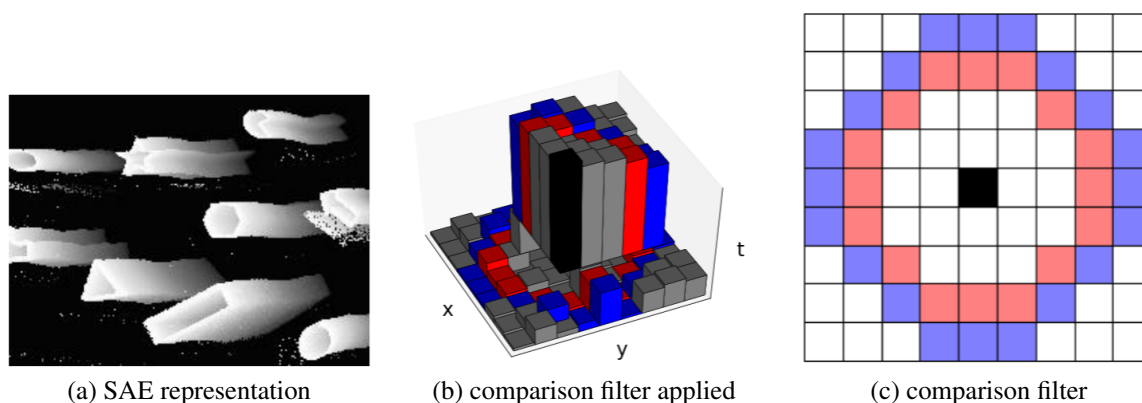 t
x
y
(a) SAE representation
(b) comparison filter applied
(c) comparison filter